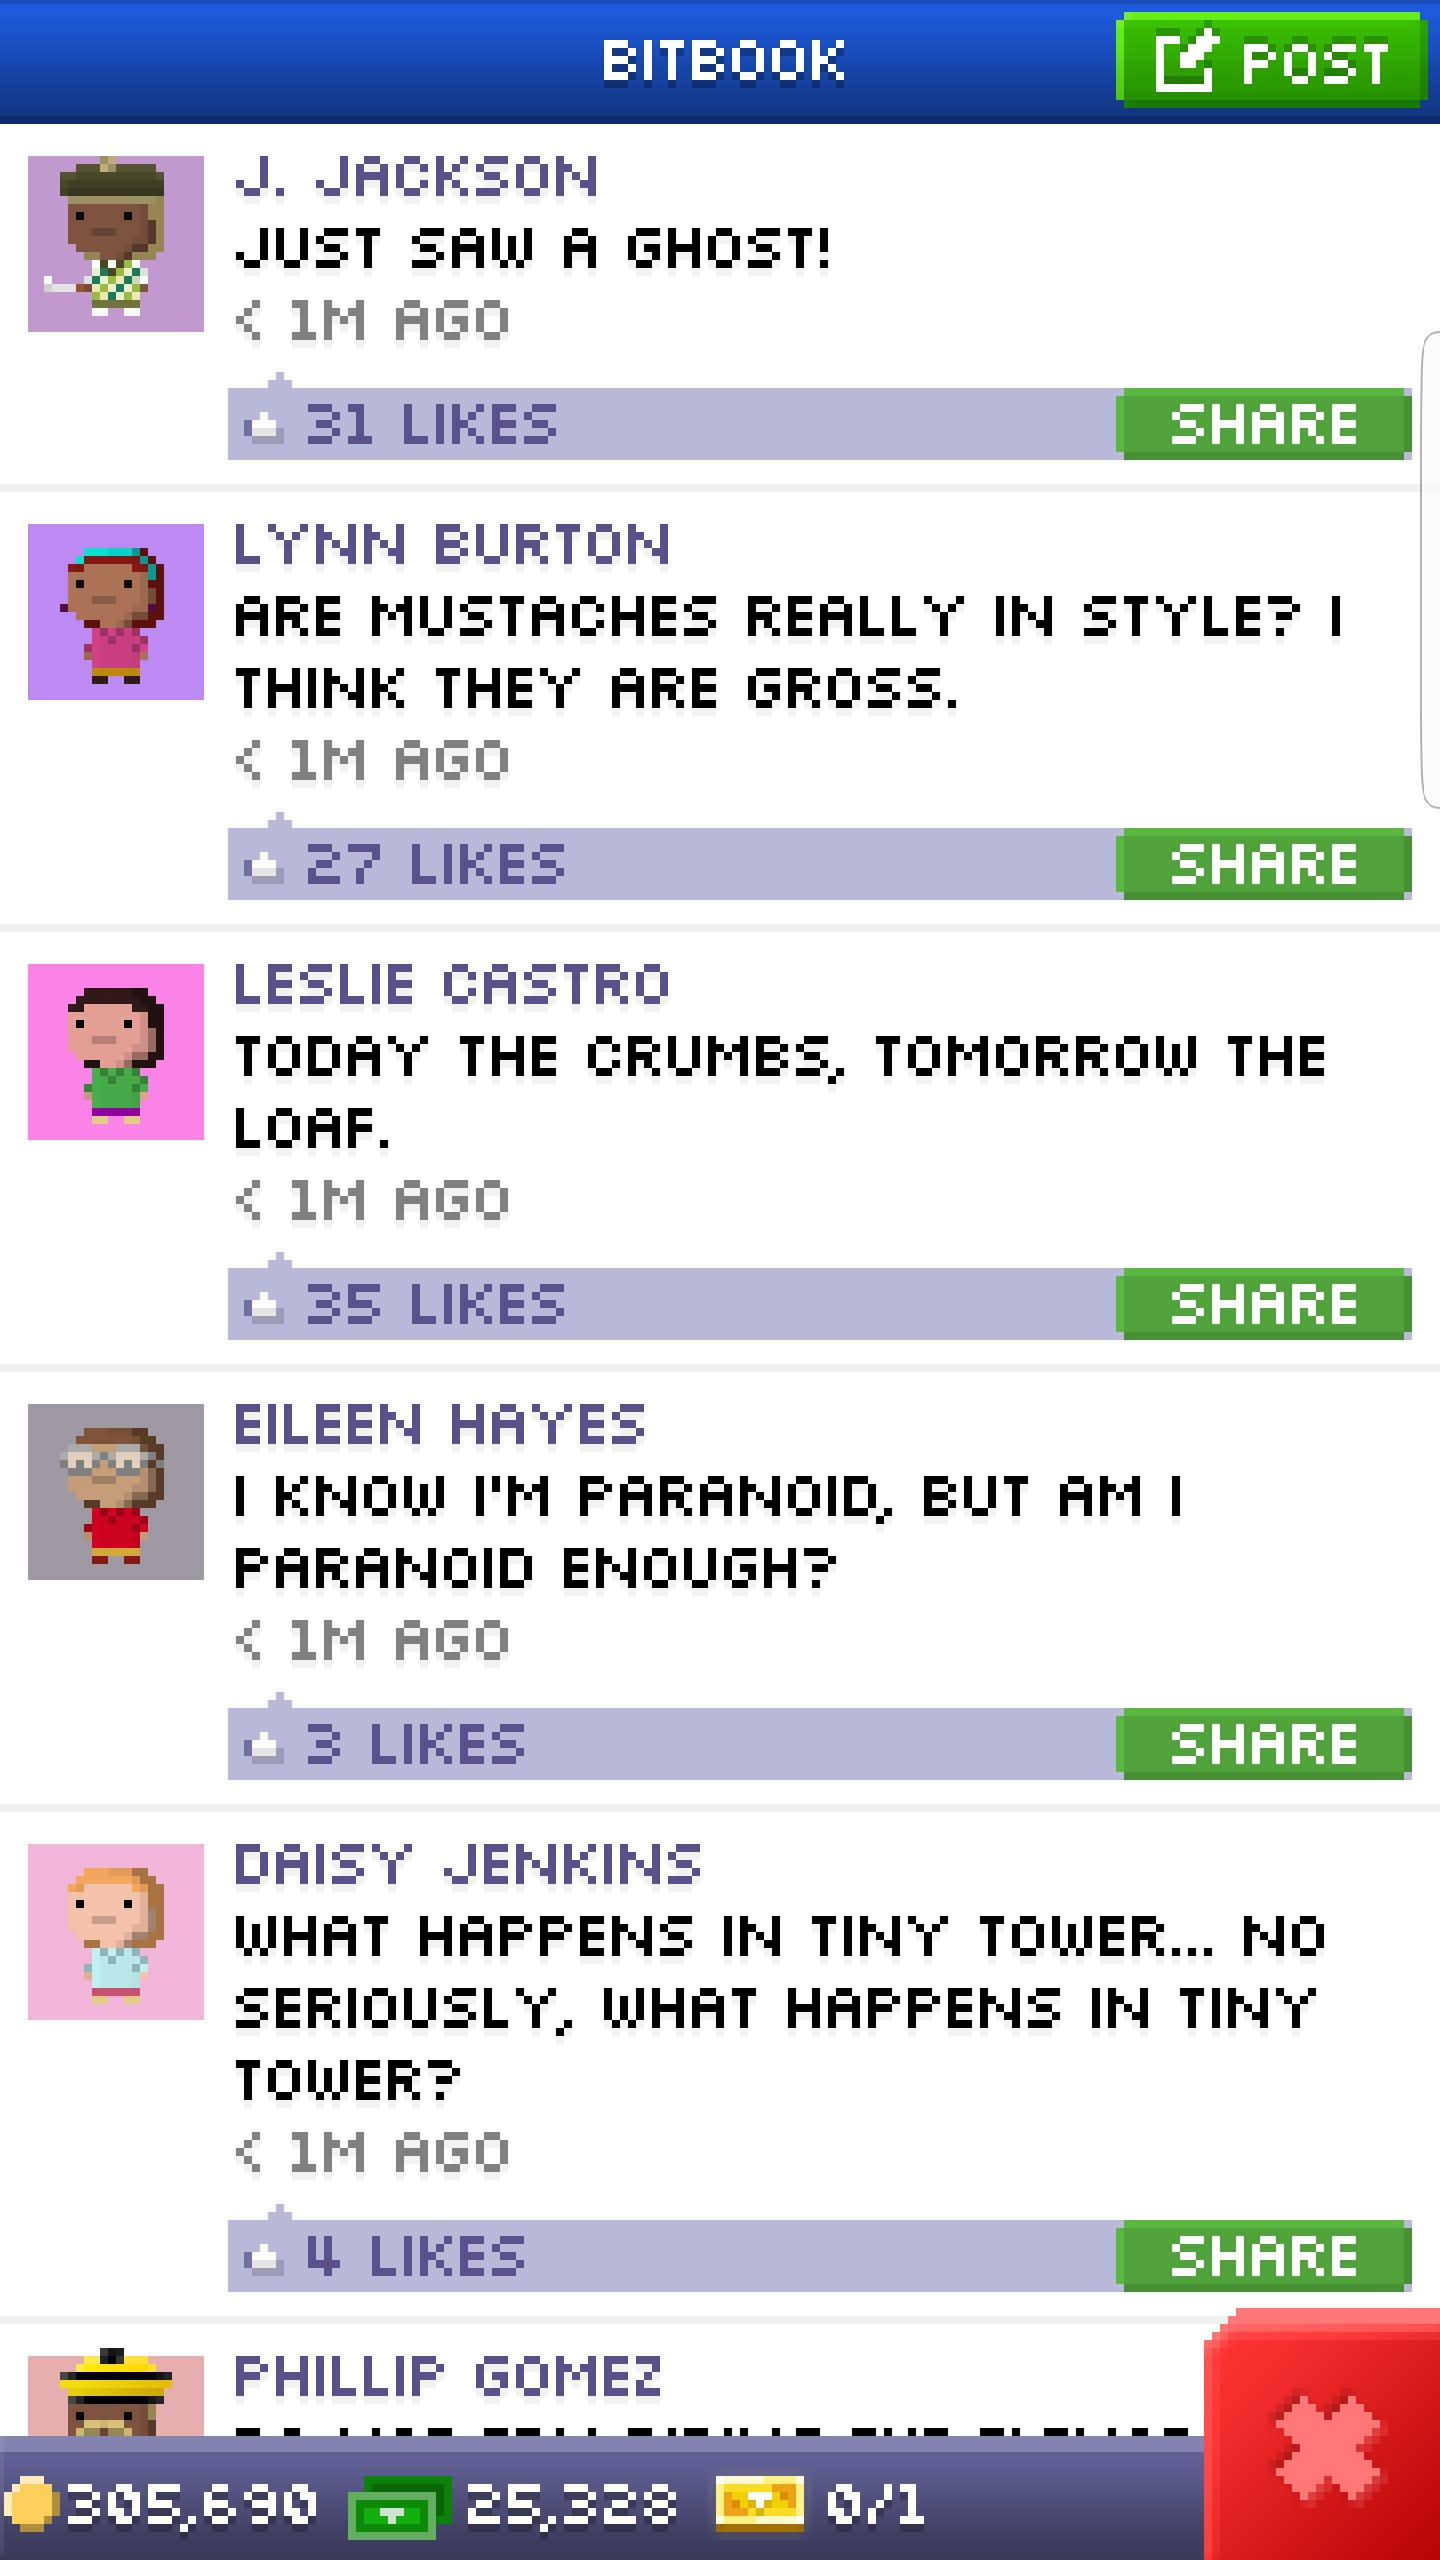 BITBOOK
POST
J. JACKSON
JUST SAW A GHOST!
< 1M AGO
31 LIKES
SHARE
LYNN BURTON
ARE MUSTACHES REALLY IN STYLE? I
THINK THEY ARE GROSS.
< 1M AGO
27 LIKES
SHARE
LESLIE CASTRO
TODAY THE CRUMBS, TOMORROW THE
LOAF.
< 1M AGO
35 LIKES
SHARE
EILEEN HAYES
I KNOW I'M PARANOID, BUT AM I
PARANOID ENOUGH?
< 1M AGO
3 LIKES
SHARE
DAISY JENKINS
WHAT HAPPENS IN TINY TOWER... NO
SERIOUSLY, WHAT HAPPENS IN TINY
TOWER?
< 1M AGO
4 LIKES
SHARE
PHILLIP GOMEZ
305,690
25,328
0/1